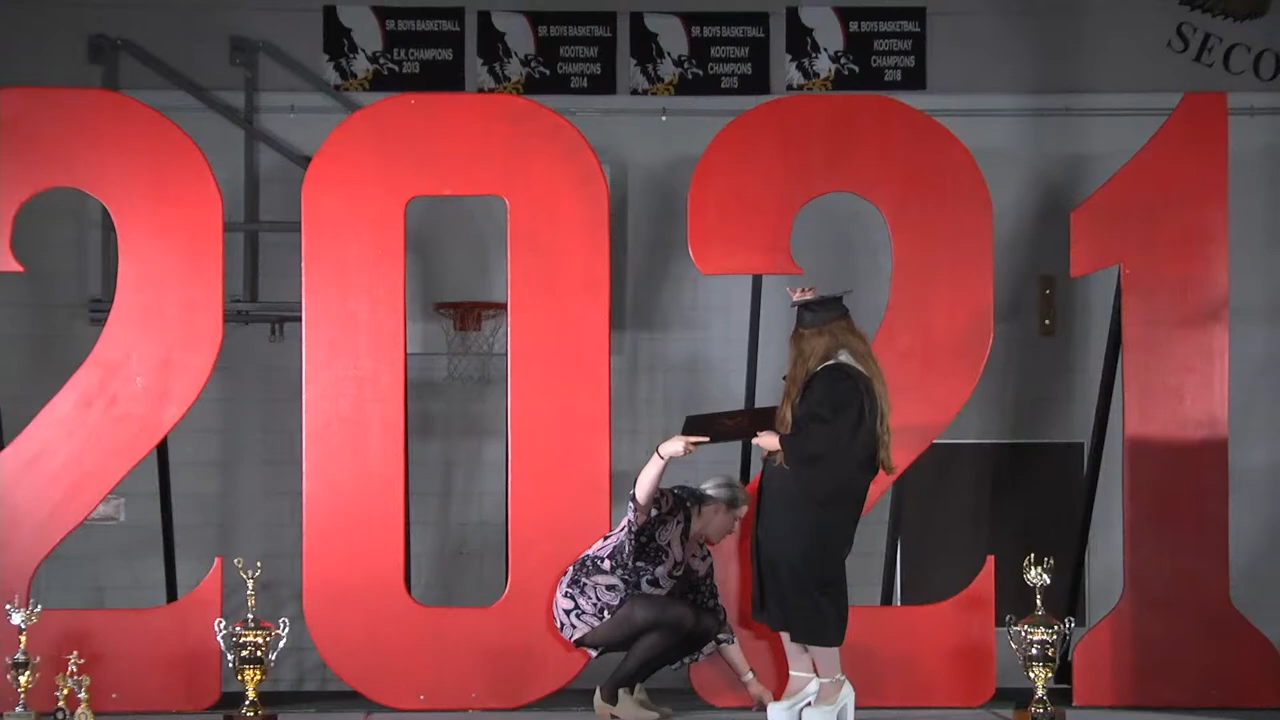 SR. BOYS BASKETBALL
E.K. CHAMPIONS
2013
SR. BOYS BASKETBALL
KOOTENAY
CHAMPIONS
2014
SR. BOYS BASKETBALL
KOOTENAY
CHAMPIONS
2015
SR. BOYS BASKETBALL
KOOTENAY
CHAMPIONS
2018
SECO
2021